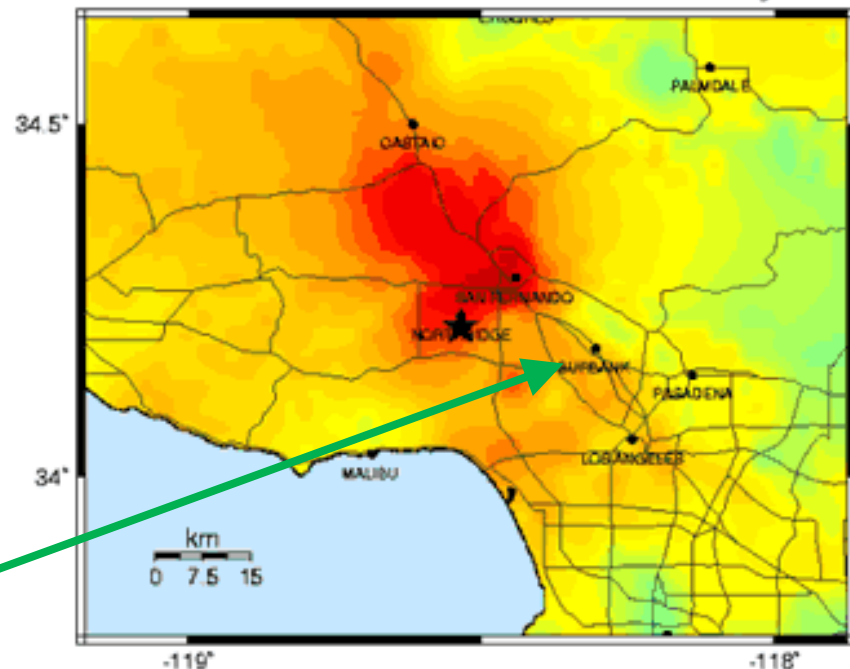 PALMDALE
34.5°
CASTAIC
SAN FERNANDO
NORTHRIDGE
BURBANK
PASADENA
LOS ANGELES
34°
MALIBU
km
0 7.5 15
-119°
-118°